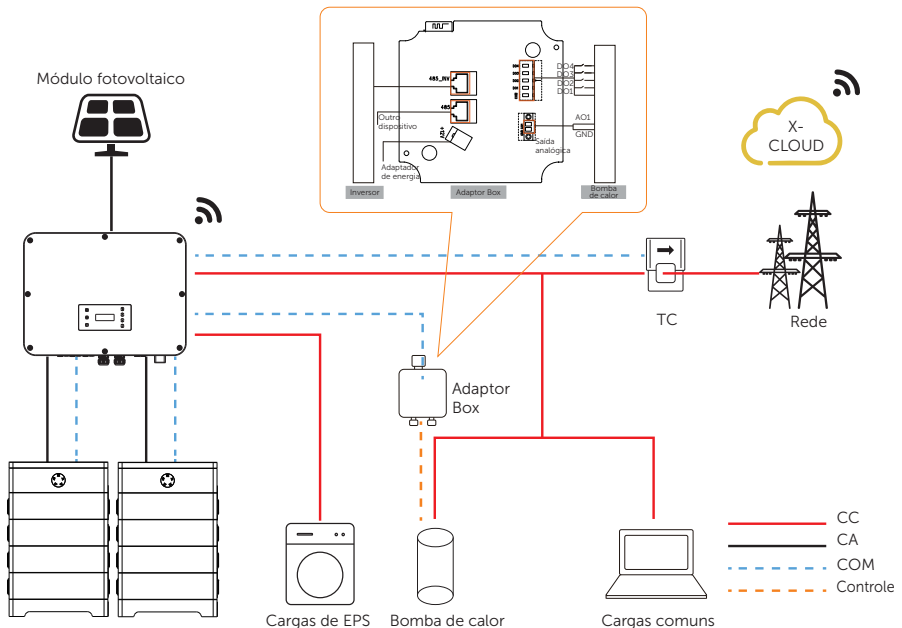 Módulo fotovoltaico
485_INV
485
Outro
dispositivo
Adaptador
de energia
DO4
DO3
DO2
DO1
AO1
GND
Saída
analógica
Inversor
Adaptor Box
Bomba
de calor
X-
CLOUD
TC
Rede
Adaptor
Box
Cargas de EPS
Bomba de calor
Cargas comuns
CC
CA
COM
Controle